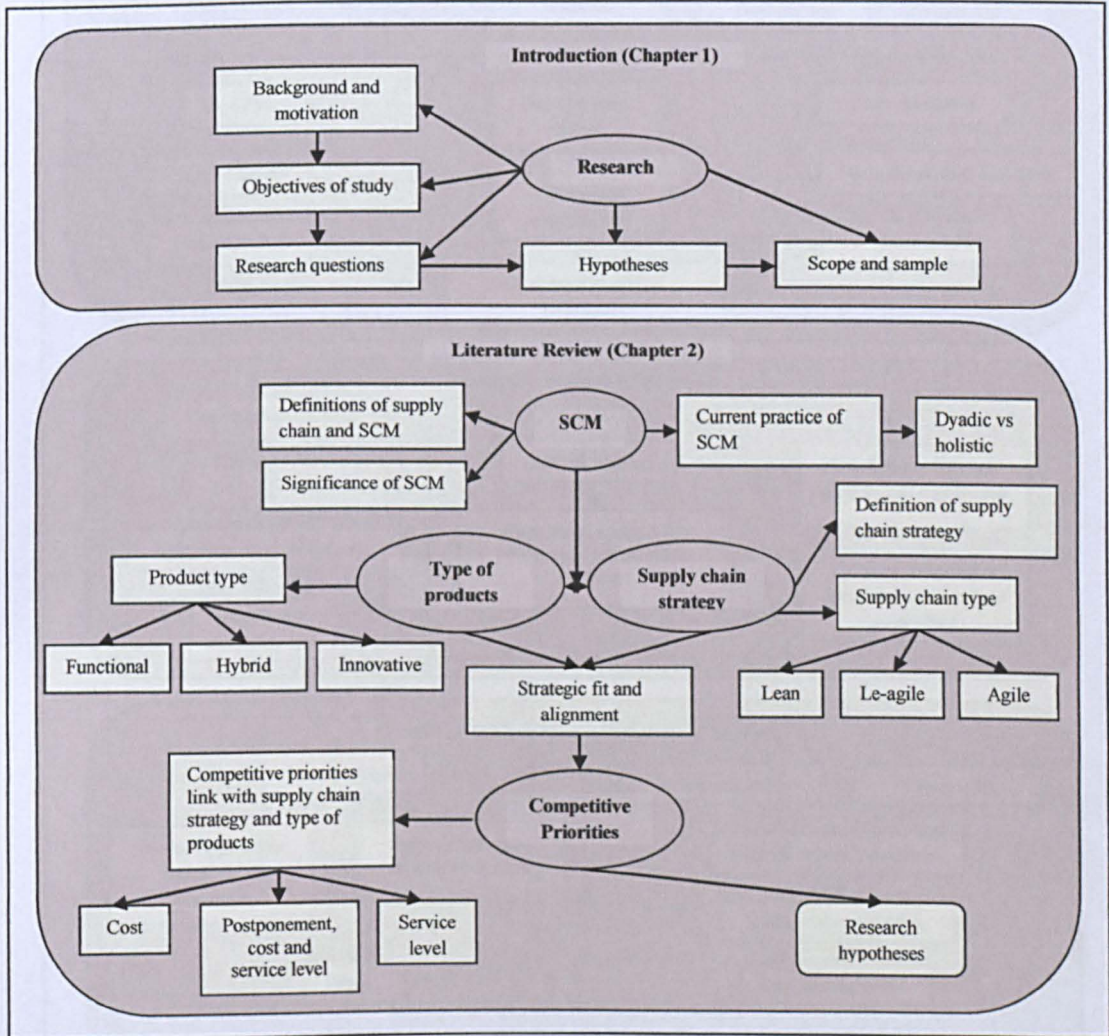 Introduction (Chapter 1)
Background and
motivation
Research
Objectives of study
Research questions
Hypotheses
Scope and sample
Literature Review (Chapter 2)
Definitions of supply
chain and SCM
SCM
Current practice of
SCM
Dyadic vs
holistic
Significance of SCM
Definition of supply
chain strategy
Product type
Type of
products
Supply chain
strategy
Supply chain type
Functional
Hybrid
Innovative
Strategic fit and
alignment
Lean
Le-agile
Agile
Competitive priorities
link with supply chain
strategy and type of
products
Competitive
Priorities
Cost
Postponement,
cost and
service level
Service
level
Research
hypotheses